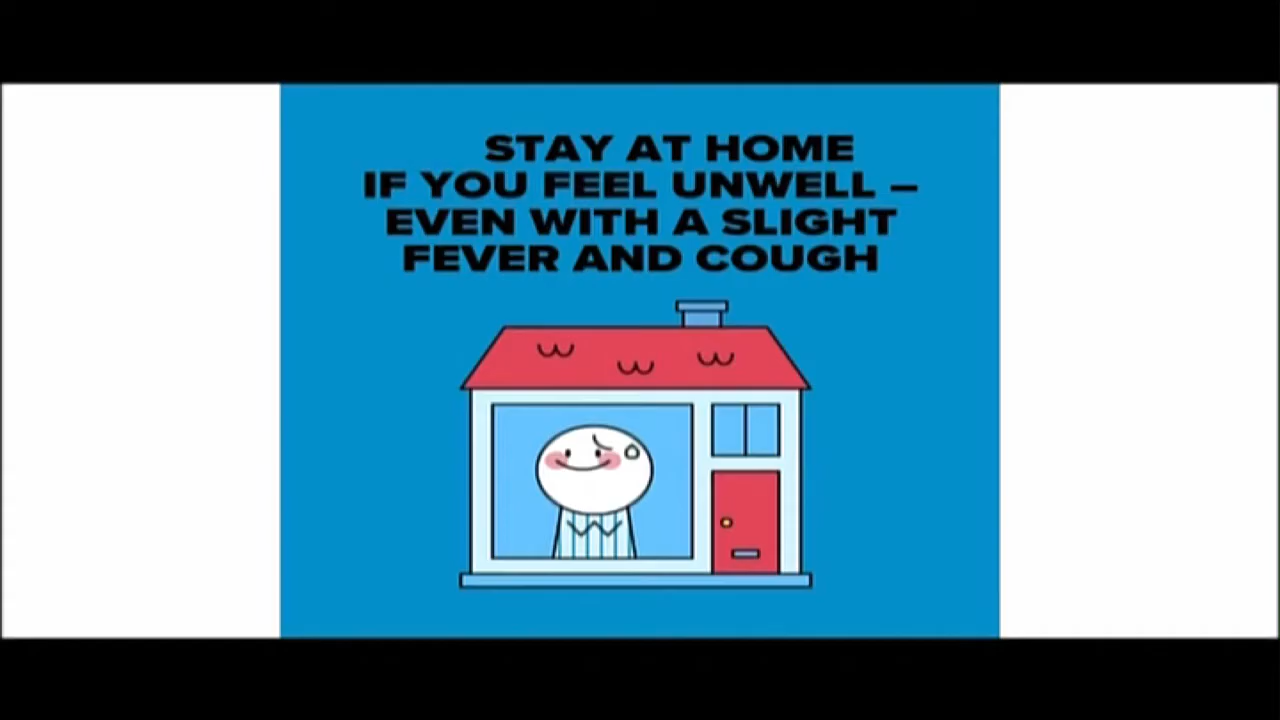 STAY AT HOME
IF YOU FEEL UNWELL –
EVEN WITH A SLIGHT
FEVER AND COUGH